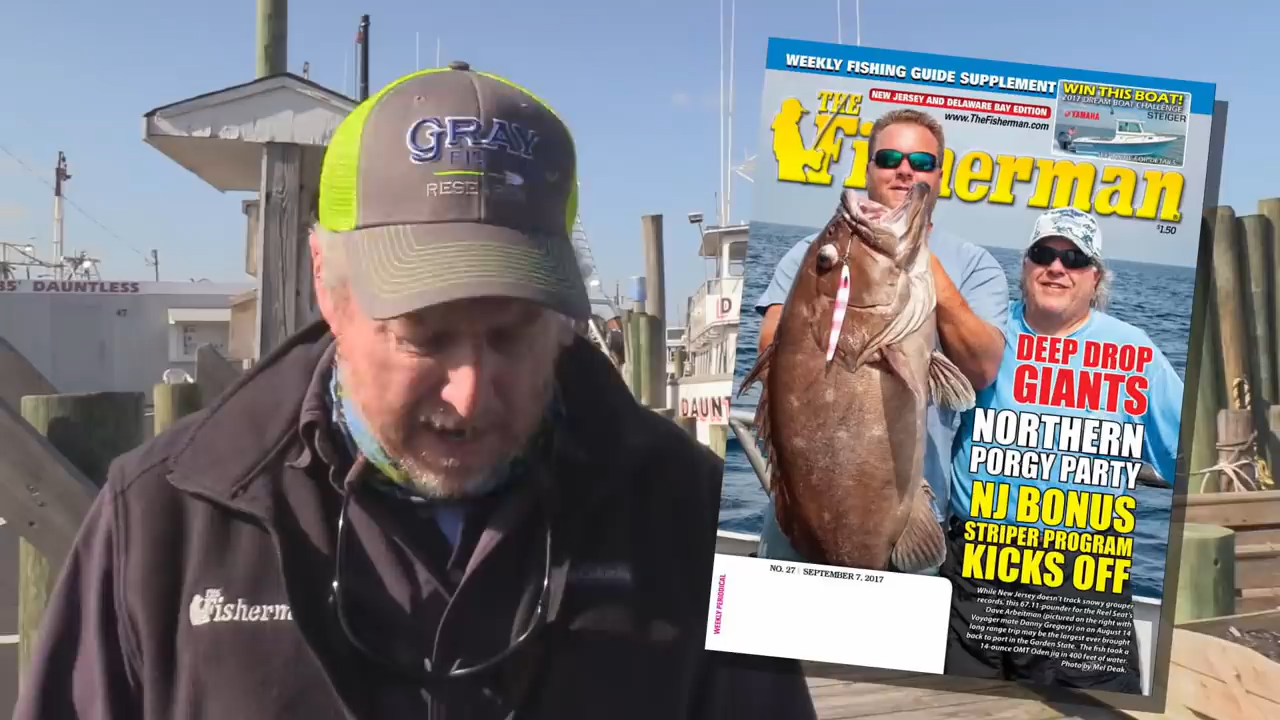 GRAY
FI
RESE
85' DAUNTLESS
47
D
DAUNT
THE
Fisherm
Columbia
WEEKLY FISHING GUIDE SUPPLEMENT
WIN THIS BOAT!
2017 DREAM BOAT CHALLENGE
YAMAHA
STEIGER
NEW JERSEY AND DELAWARE BAY EDITION
www.TheFisherman.com
THE
Fisherman
$1.50
DEEP DROP
GIANTS
NORTHERN
PORGY PARTY
NJ BONUS
STRIPER PROGRAM
KICKS OFF
While New Jersey doesn't track snowy grouper
records, this 67.11-pounder for the Reel Seat's
Dave Arbeitman (pictured on the right with
Voyager mate Danny Gregory) on an August 14
long range trip may be the largest ever brought
back to port in the Garden State. The fish took a
14-ounce OMT Oden jig in 400 feet of water.
Photo by Mel Deak.
NO. 27 | SEPTEMBER 7, 2017
WEEKLY PERIODICAL